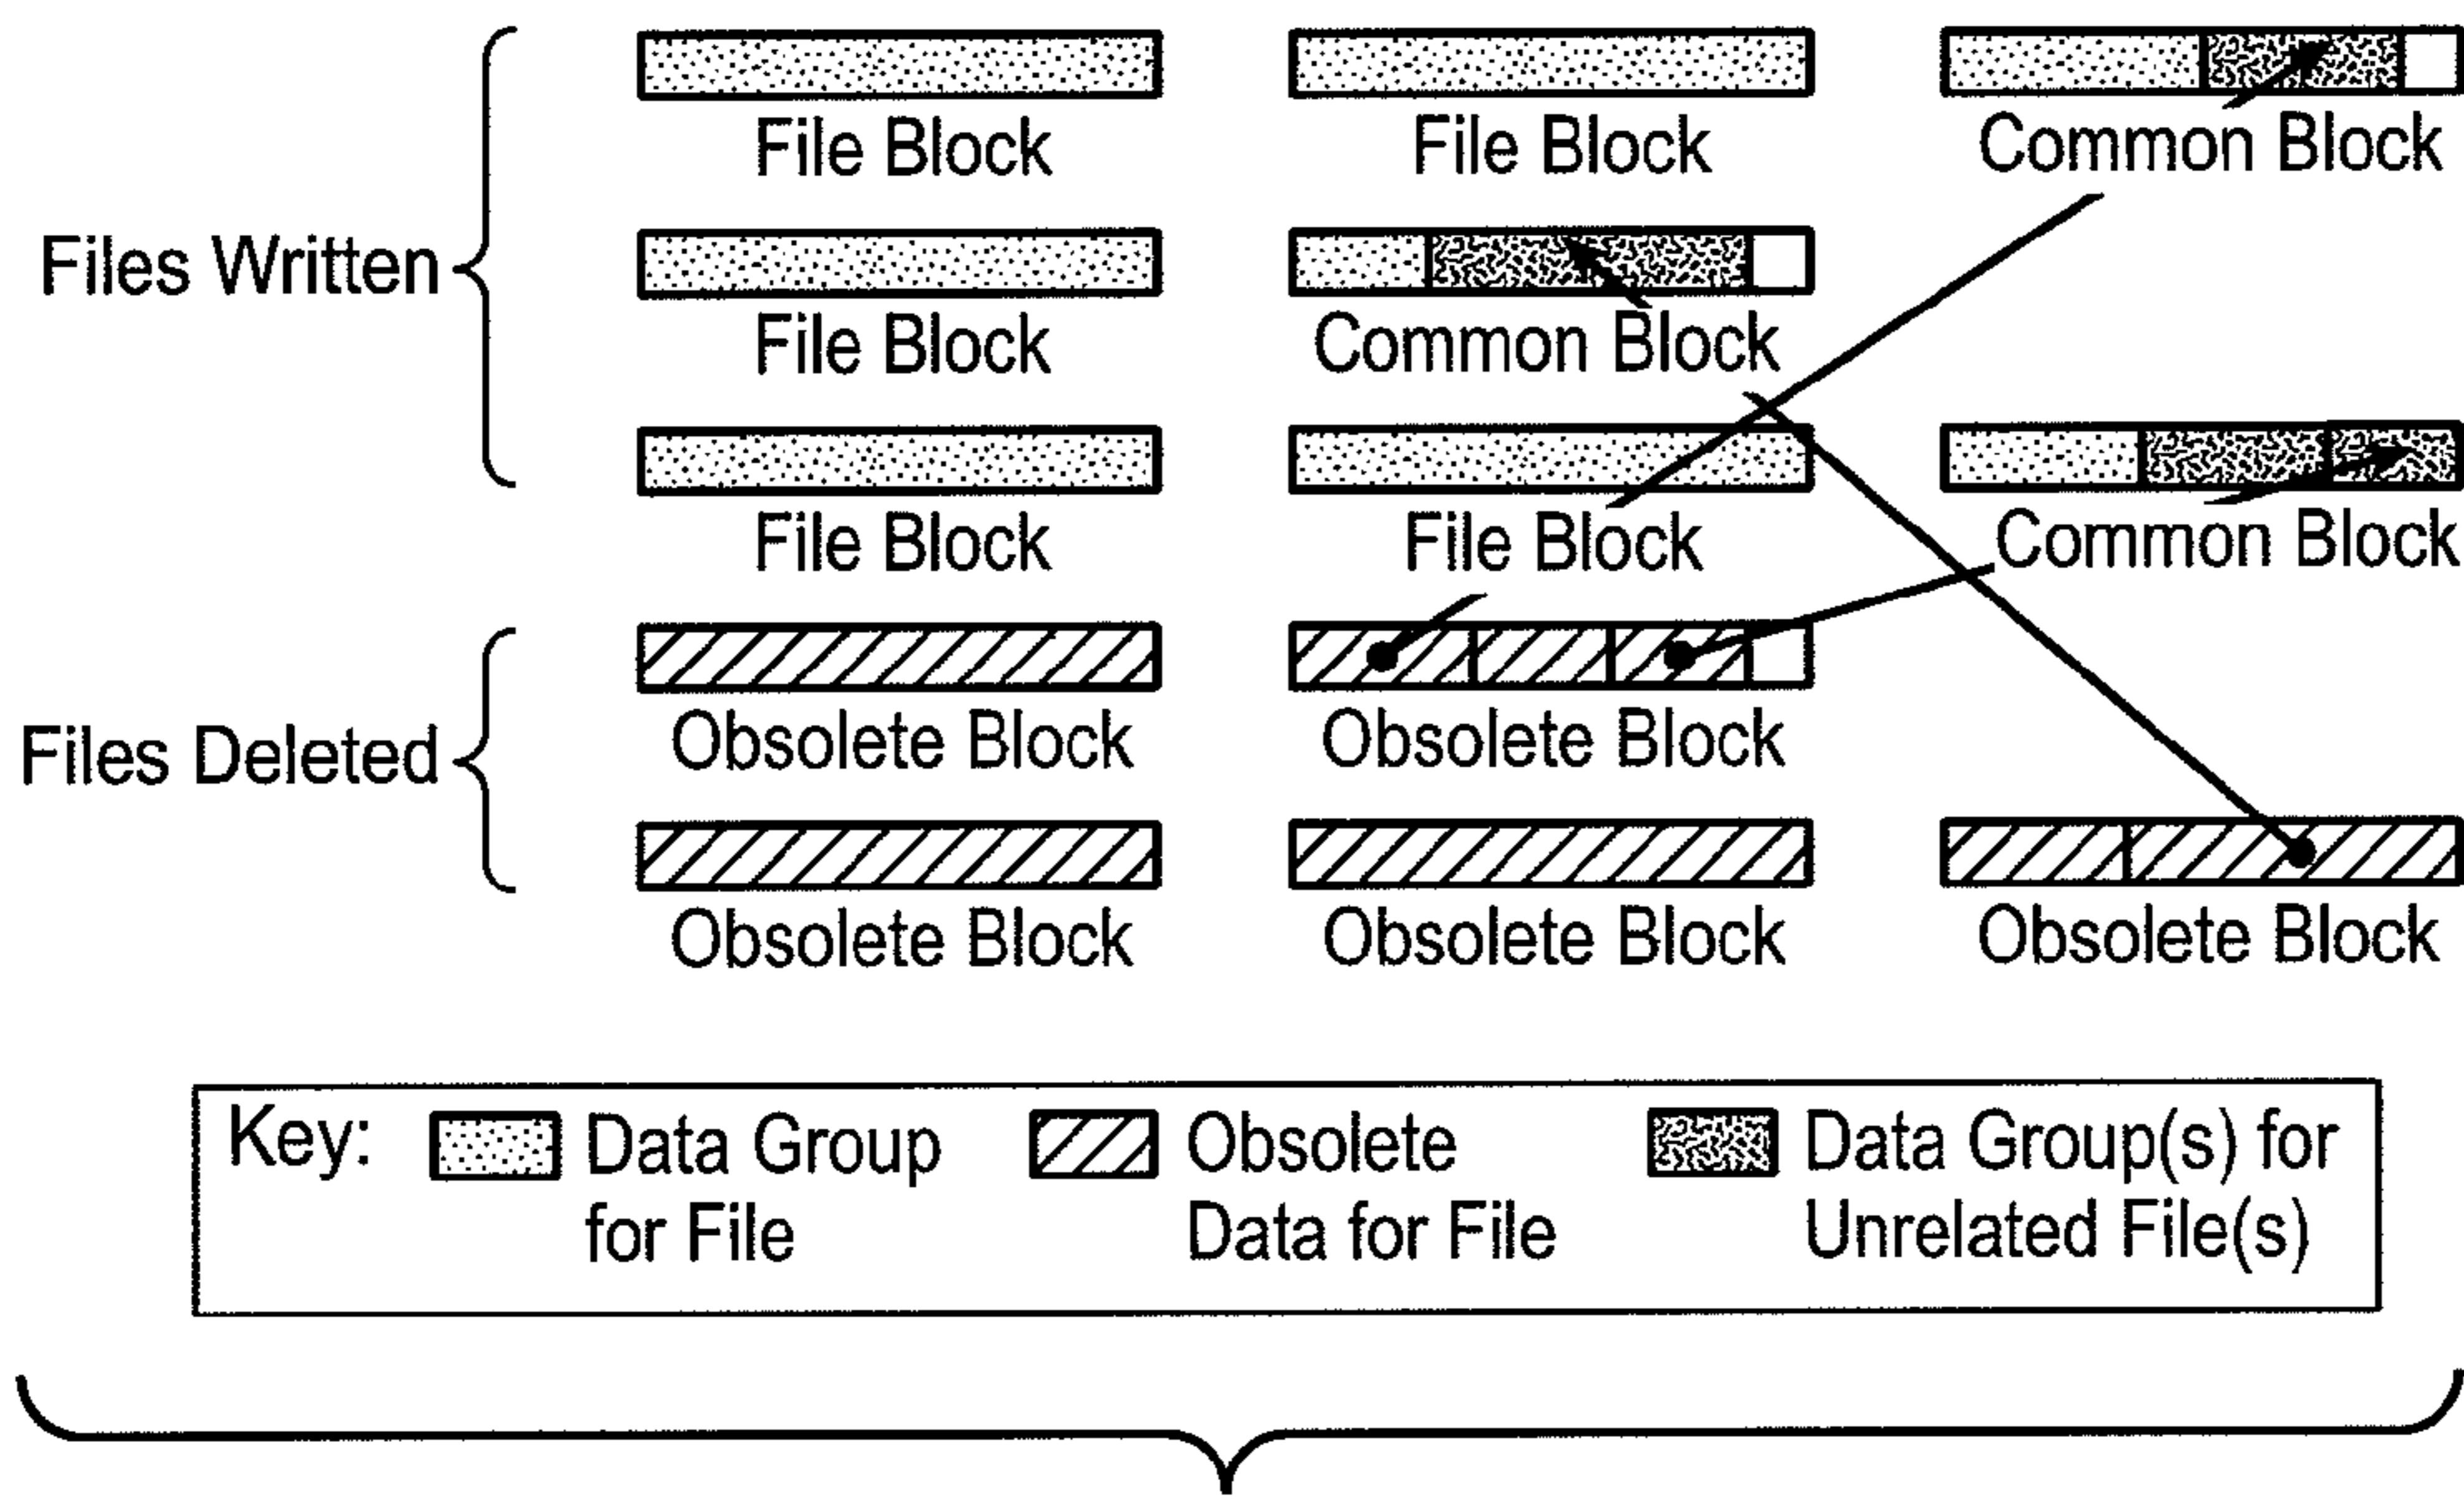 File Block File Block Common Block
Files Written
File Block Common Block
File Block File Block Common Block
Obsolete Block Obsolete Block
Files Deleted
Obsolete Block Obsolete Block Obsolete Block
Key: Data Group for File
Obsolete Data for File
Data Group(s) for Unrelated File(s)